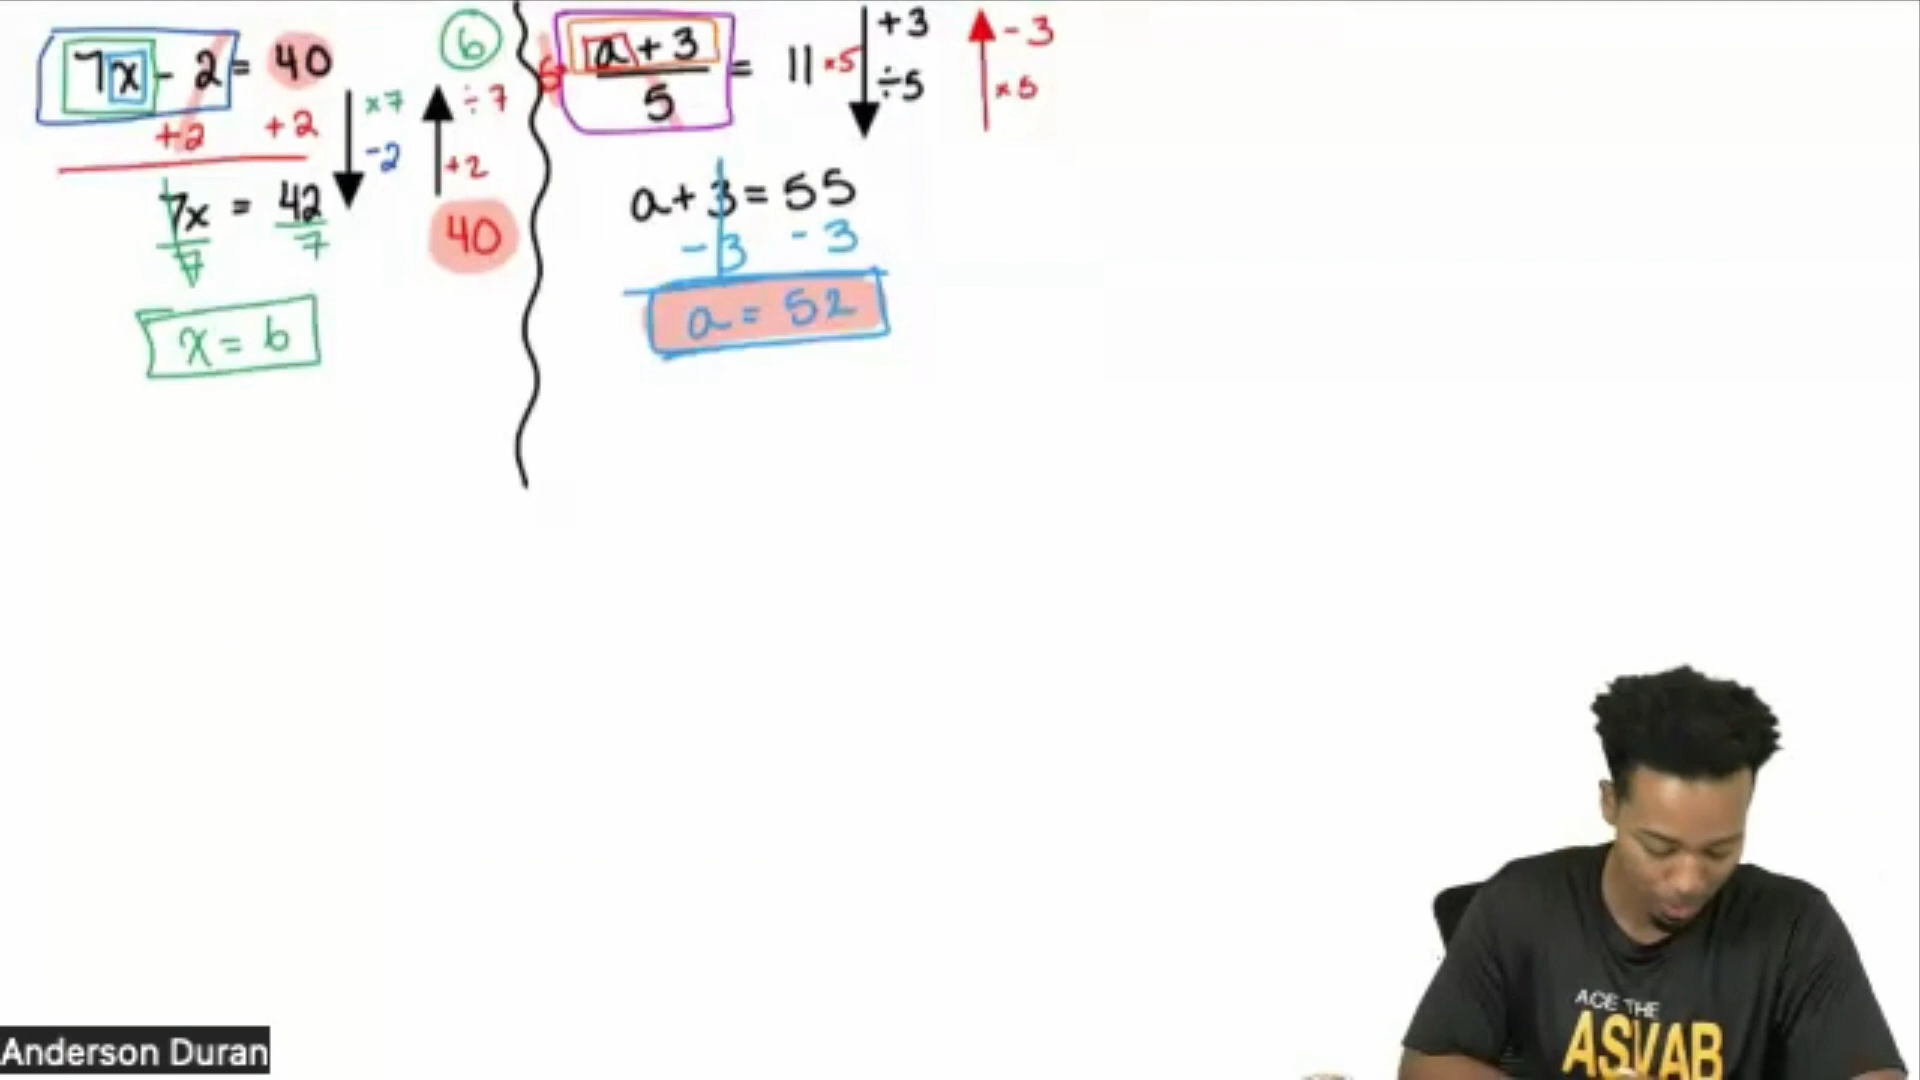 7x - 2 = 40
+2 +2
7x = 42
7 7
x = 6
×7
-2
6
÷7
+2
40
5· a + 3 = 11 ×5
5
+3
÷5
- 3
×5
a + 3 = 55
- 3 - 3
a = 52
ACE THE
ASVAB
Anderson Duran